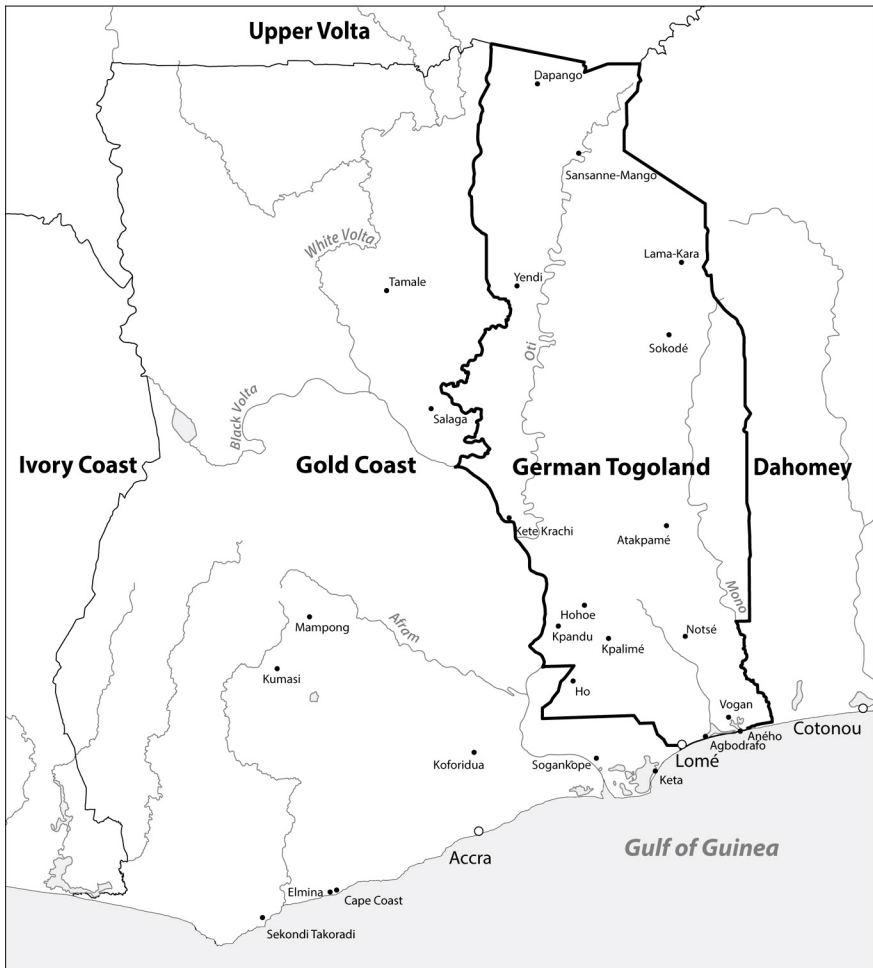 Upper Volta
Dapango
Sansanne-Mango
White Volta
Lama-Kara
Tamale
Yendi
Oti
Sokodé
Black Volta
Salaga
Ivory Coast
Gold Coast
German Togoland
Dahomey
Kete Krachi
Atakpamé
Mono
Hohoe
Mampong
Afram
Kpandu
Notsé
Kpalimé
Kumasi
Ho
Vogan
Cotonou
Aného
Agbodrafo
Koforidua
Sogankope
Lomé
Keta
Gulf of Guinea
Accra
Elmina
Cape Coast
Sekondi Takoradi